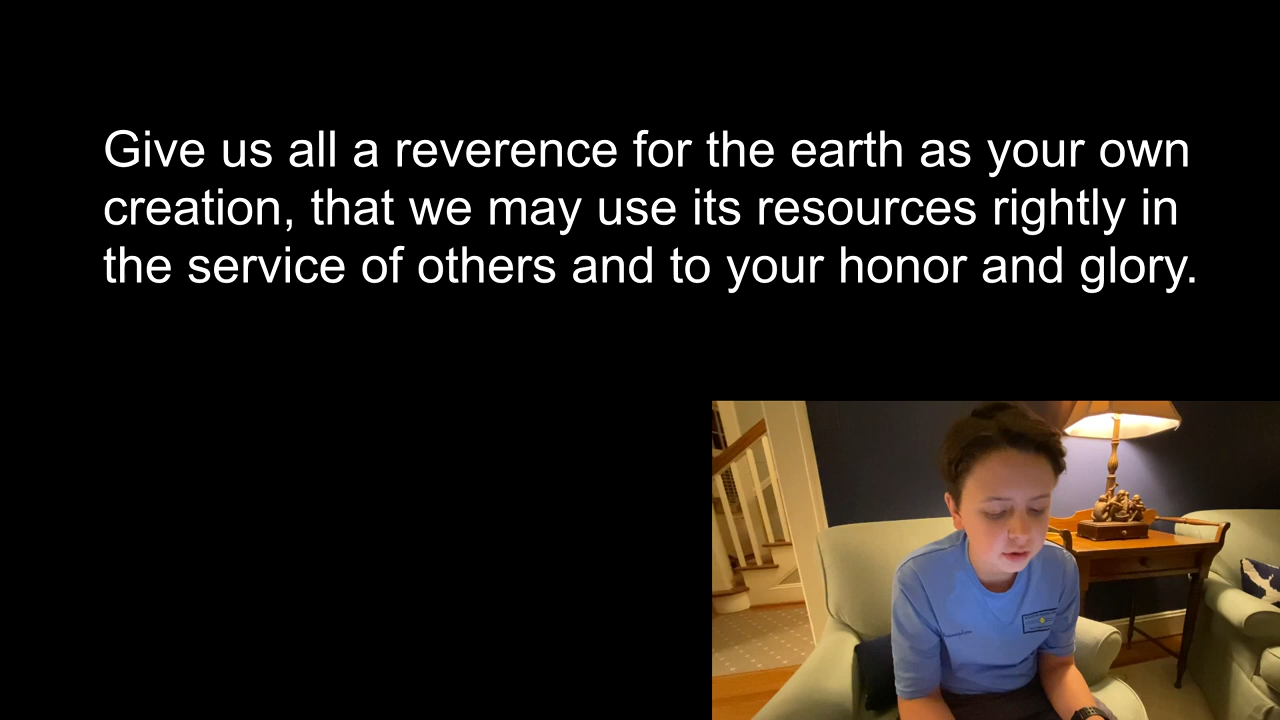 Give us all a reverence for the earth as your own
creation, that we may use its resources rightly in
the service of others and to your honor and glory.